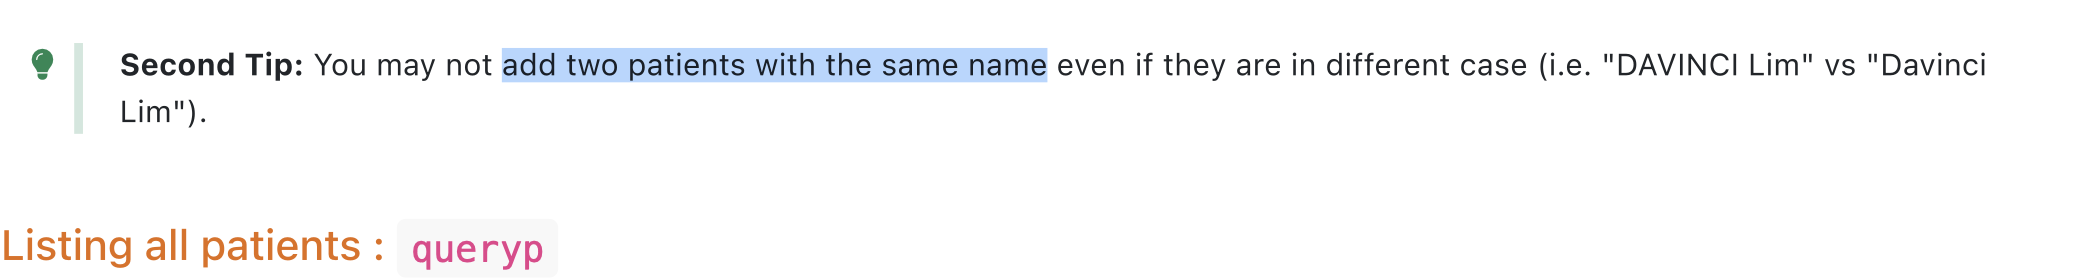 Second Tip: You may not add two patients with the same name even if they are in different case (i.e. "DAVINCI Lim" vs "Davinci
Lim").
Listing all patients : queryp